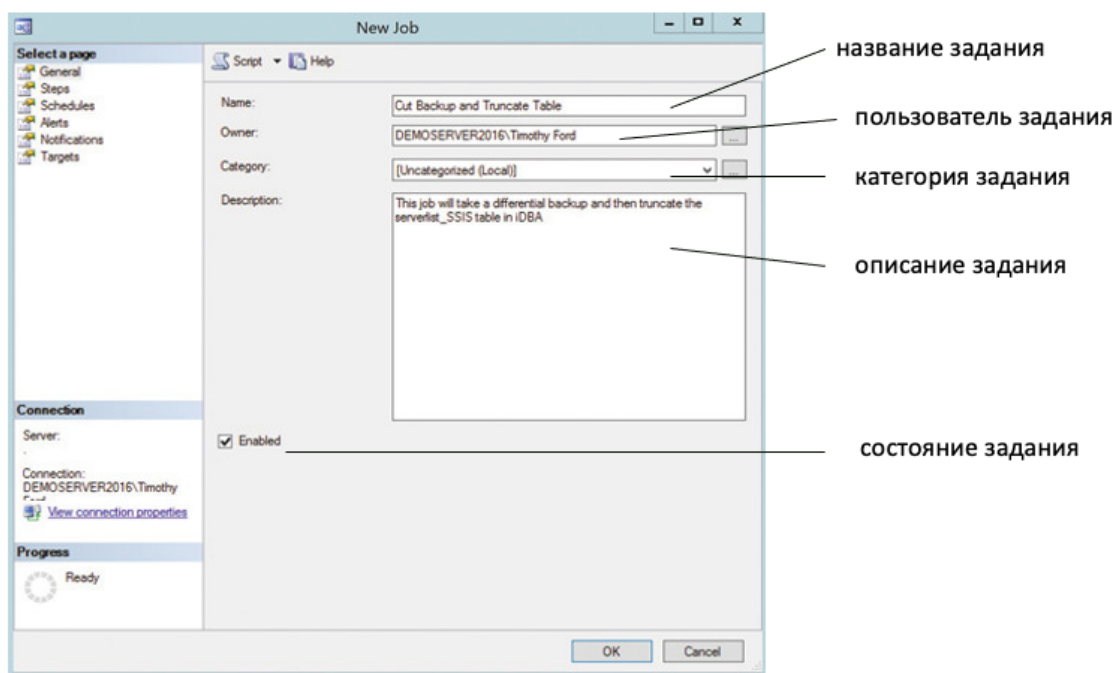 New Job
Select a page
General
Steps
Schedules
Alerts
Notifications
Targets
Script
Help
Name:
Cut Backup and Truncate Table
Owner:
DEMOSERVER2016\Timothy Ford
...
Category:
[Uncategorized (Local)]
...
Description:
This job will take a differential backup and then truncate the
serverlist_SSIS table in iDBA
Enabled
Connection
Server:
.
Connection:
DEMOSERVER2016\Timothy
View connection properties
Progress
Ready
OK
Cancel
название задания
пользователь задания
категория задания
описание задания
состояние задания